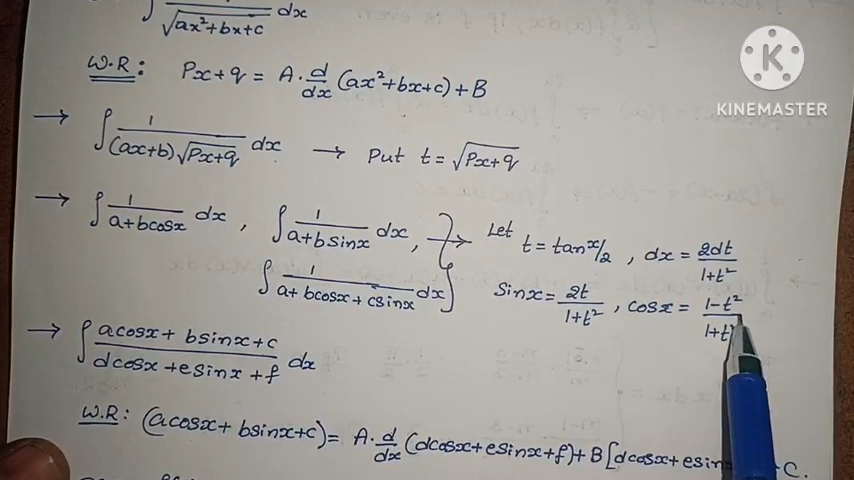 ∫ / √ax²+bx+c dx
W.R: Px+q = A· d/dx (ax²+bx+c)+B
→ ∫ 1/(ax+b)√Px+q dx → Put t = √Px+q
→ ∫ 1/a+bcosx dx , ∫ 1/a+bsinx dx , → Let t = tan x/2 , dx = 2dt/1+t²
∫ 1/a+bcosx+csinx dx Sinx = 2t/1+t² , cosx = 1-t²/1+t²
→ ∫ acosx+bsinx+c/dcosx+esinx+f dx
W.R: (acosx+bsinx+c) = A· d/dx (dcosx+esinx+f)+B[dcosx+esinx C.
KINEMASTER